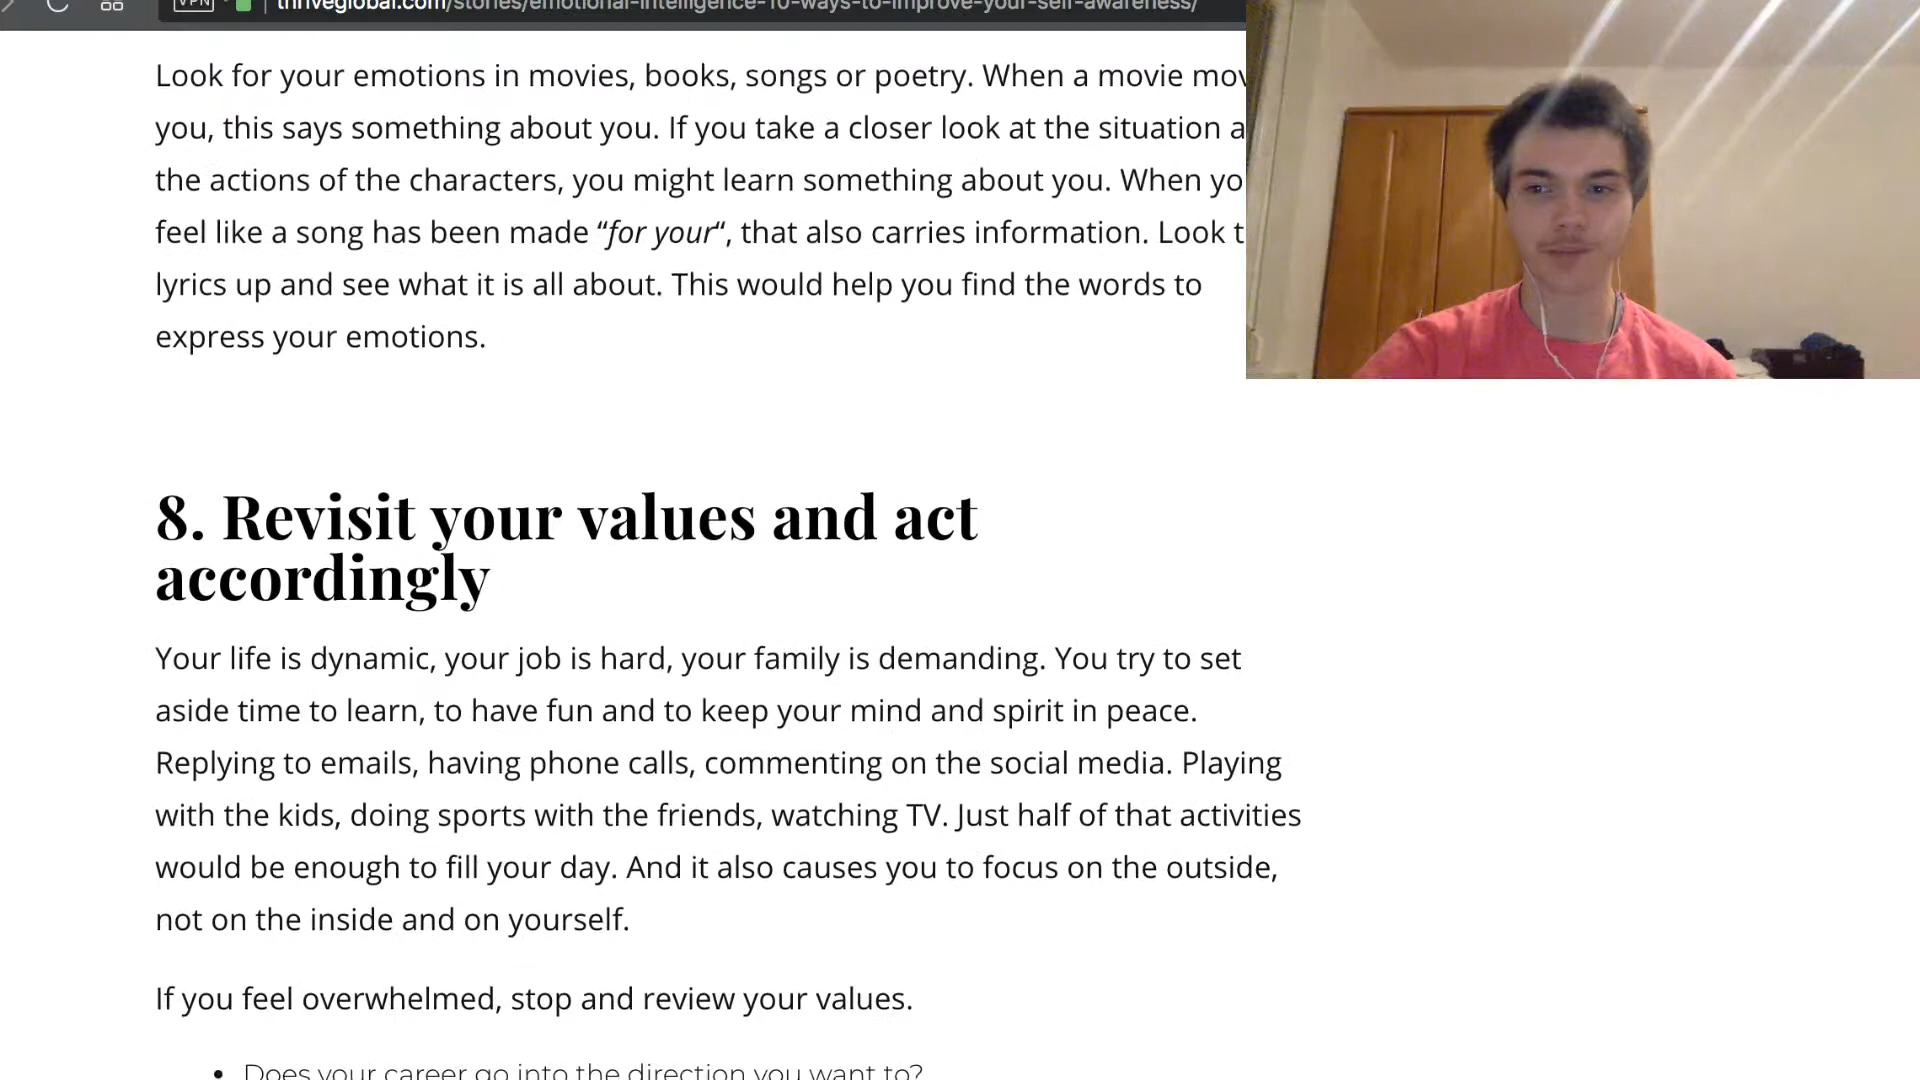 VPN thriveglobal.com/stories/emotional-intelligence-10-ways-to-improve-your-self-awareness/
Look for your emotions in movies, books, songs or poetry. When a movie mov
you, this says something about you. If you take a closer look at the situation a
the actions of the characters, you might learn something about you. When yo
feel like a song has been made “for your“, that also carries information. Look t
lyrics up and see what it is all about. This would help you find the words to
express your emotions.
8. Revisit your values and act
accordingly
Your life is dynamic, your job is hard, your family is demanding. You try to set
aside time to learn, to have fun and to keep your mind and spirit in peace.
Replying to emails, having phone calls, commenting on the social media. Playing
with the kids, doing sports with the friends, watching TV. Just half of that activities
would be enough to fill your day. And it also causes you to focus on the outside,
not on the inside and on yourself.
If you feel overwhelmed, stop and review your values.
• Does your career go into the direction you want to?